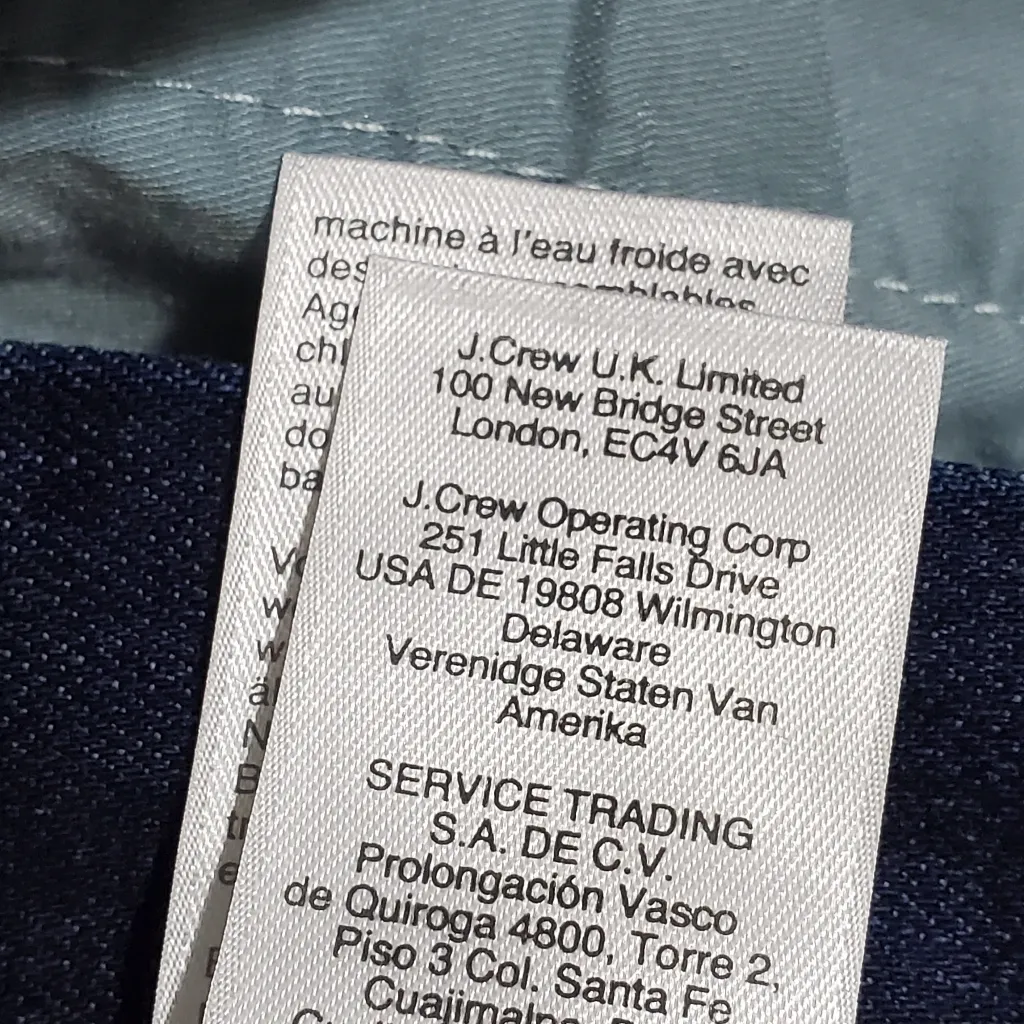 machine à l'eau froide avec
des
J.Crew U.K. Limited
100 New Bridge Street
London, EC4V 6JA
J.Crew Operating Corp
251 Little Falls Drive
USA DE 19808 Wilmington
Delaware
Verenidge Staten Van
Amerika
SERVICE TRADING
S.A. DE C.V.
Prolongación Vasco
de Quiroga 4800, Torre 2,
Piso 3 Col. Santa Fe